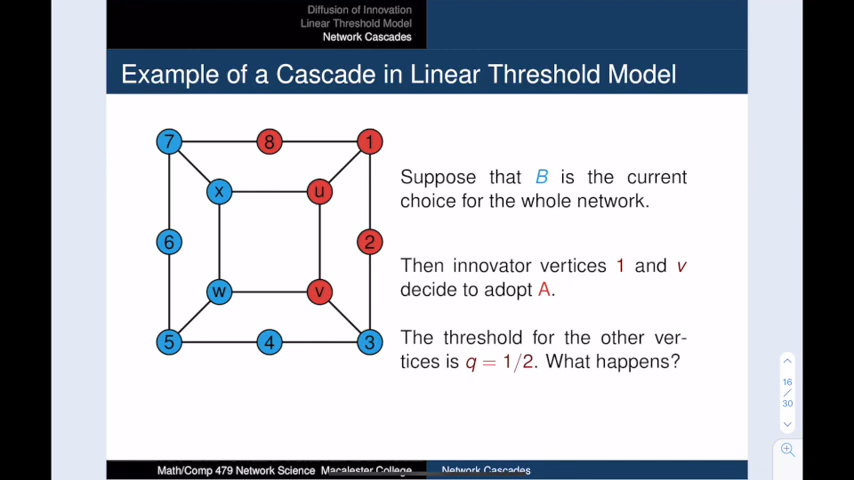 Diffusion of Innovation
Linear Threshold Model
Network Cascades
Example of a Cascade in Linear Threshold Model
7 8 1
x u
6 2
w v
5 4 3
Suppose that B is the current
choice for the whole network.
Then innovator vertices 1 and v
decide to adopt A.
The threshold for the other ver-
tices is q = 1/2. What happens?
16
/
30
Math/Comp 479 Network Science Macalester College
Network Cascades